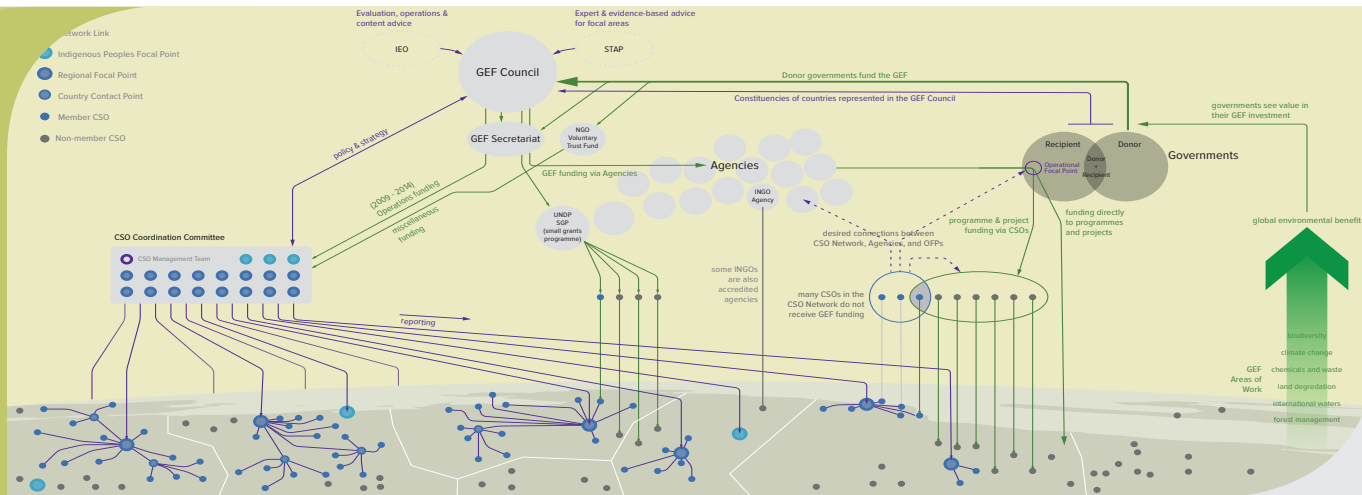 Evaluation, operations &
content advice
Expert & evidence-based advice
for focal areas
IEO
STAP
GEF Council
GEF Secretariat
NGO
Voluntary
Trust Fund
etwork Link
Indigenous Peoples Focal Point
Regional Focal Point
Country Contact Point
Member CSO
Non-member CSO
policy & strategy
(2009 - 2014)
Operations funding
miscellaneous
funding
Donor governments fund the GEF
Constituencies of countries represented in the GEF Council
governments see value in
their GEF investment
Recipient
Donor
Donor
+
Recipient
Operational
Focal Point
Governments
Agencies
GEF funding via Agencies
INGO
Agency
UNDP
SGP
(small grants
programme)
CSO Coordination Committee
CSO Management Team
reporting
some INGOs
are also
accredited
agencies
desired connections between
CSO Network, Agencies, and OFPs
programme & project
funding via CSOs
funding directly
to programmes
and projects
many CSOs in the
CSO Network do not
receive GEF funding
global environmental benefit
GEF
Areas of
Work
biodiversity
climate change
chemicals and waste
land degredation
international waters
forest management